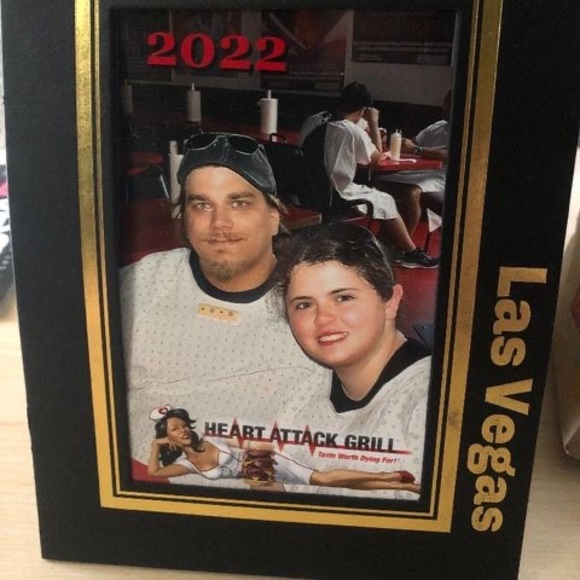 2022
HEART ATTACK GRILL
Taste Worth Dying For!
Las Vegas